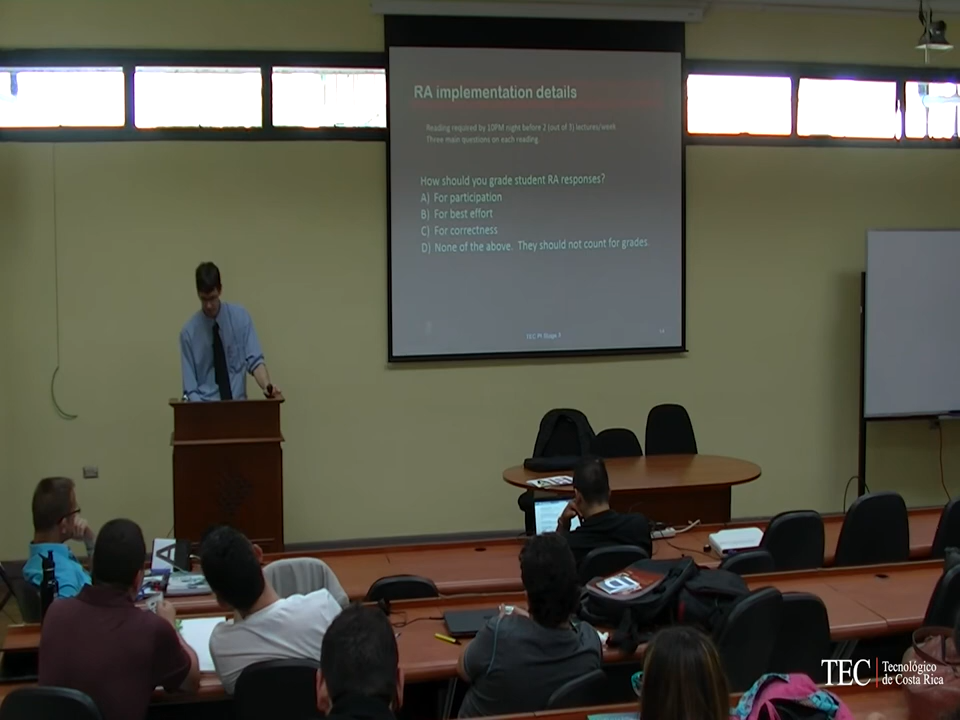 RA implementation details
Reading required by 10PM night before 2 (out of 3) lectures/week
Three main questions on each reading.
How should you grade student RA responses?
A) For participation
B) For best effort
C) For correctness
D) None of the above. They should not count for grades.
TEC
Tecnológico
de Costa Rica